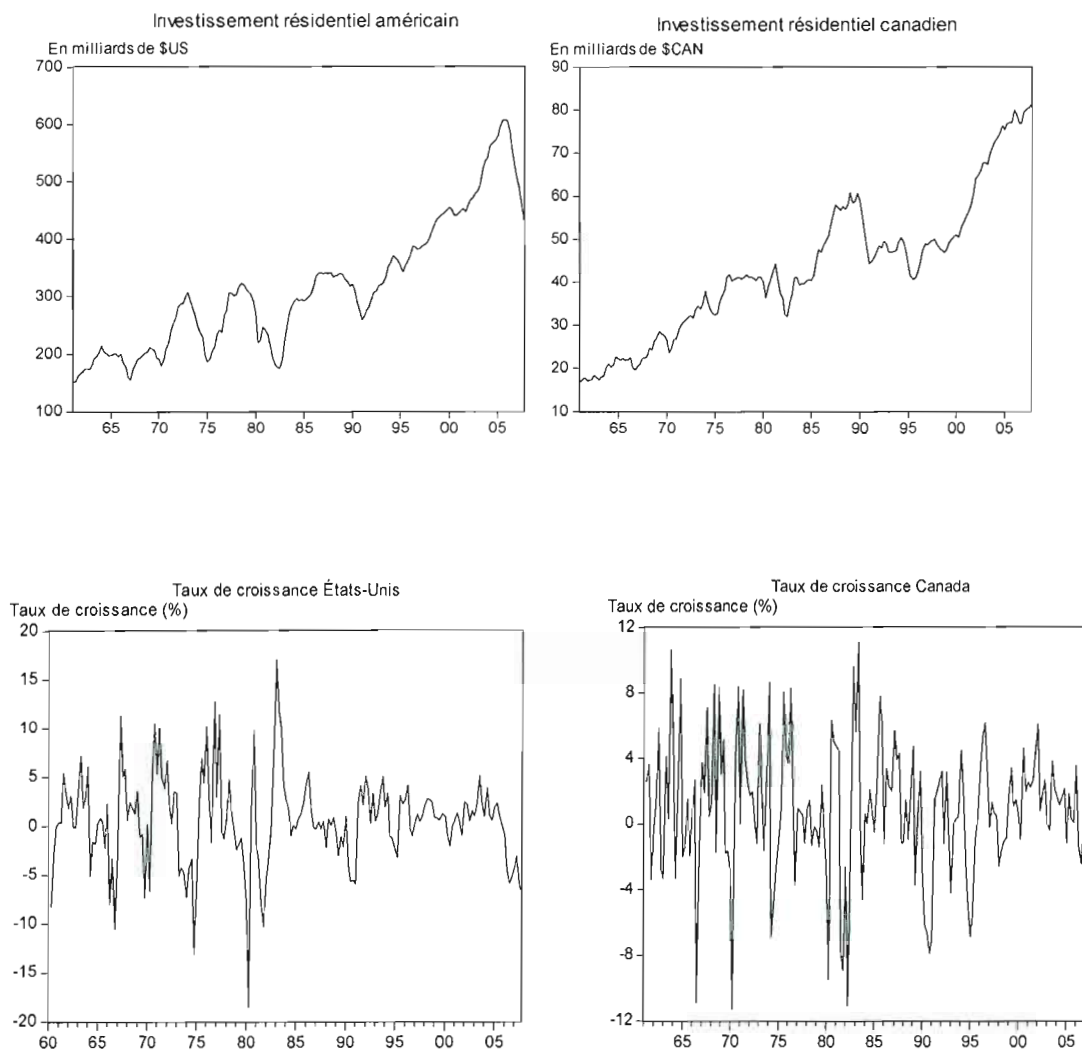 Investissement résidentiel américain
En milliards de $US
700
600
500
400
300
200
100
65 70 75 80 85 90 95 00 05
Investissement résidentiel canadien
En milliards de $CAN
90
80
70
60
50
40
30
20
10
65 70 75 80 85 90 95 00 05
Taux de croissance États-Unis
Taux de croissance (%)
20
15
10
5
0
-5
-10
-15
-20
60 65 70 75 80 85 90 95 00 05
Taux de croissance Canada
Taux de croissance (%)
12
8
4
0
-4
-8
-12
65 70 75 80 85 90 95 00 05